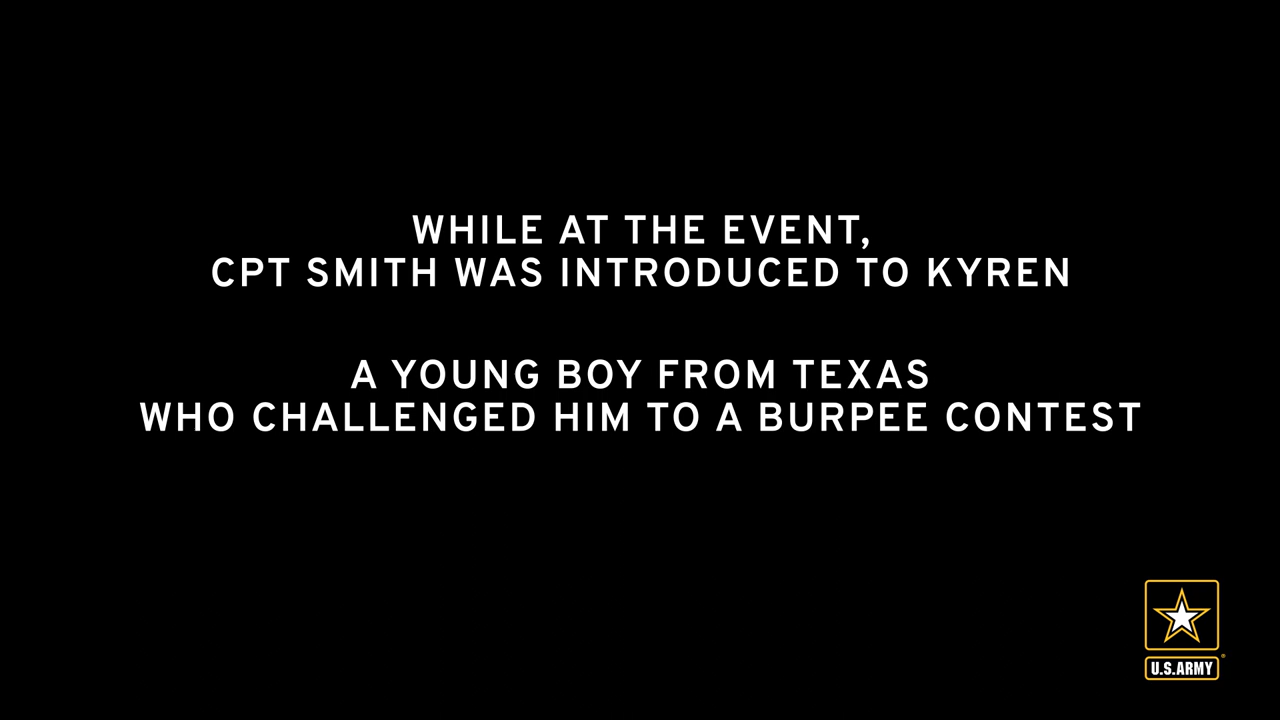 WHILE AT THE EVENT,
CPT SMITH WAS INTRODUCED TO KYREN
A YOUNG BOY FROM TEXAS
WHO CHALLENGED HIM TO A BURPEE CONTEST
U.S.ARMY